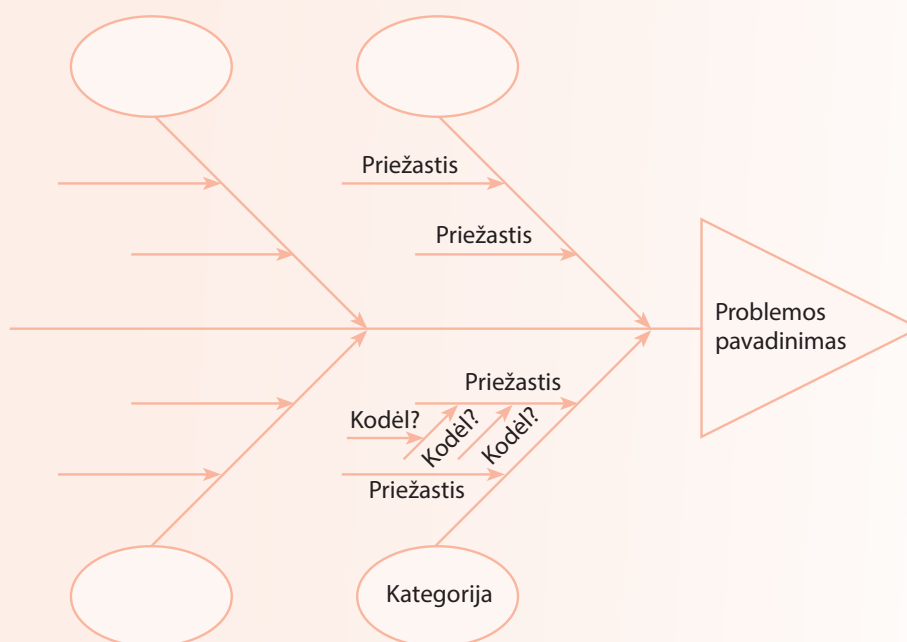 Priežastis
Priežastis
Problemos
pavadinimas
Priežastis
Kodėl?
Kodėl?
Kodėl?
Priežastis
Kategorija